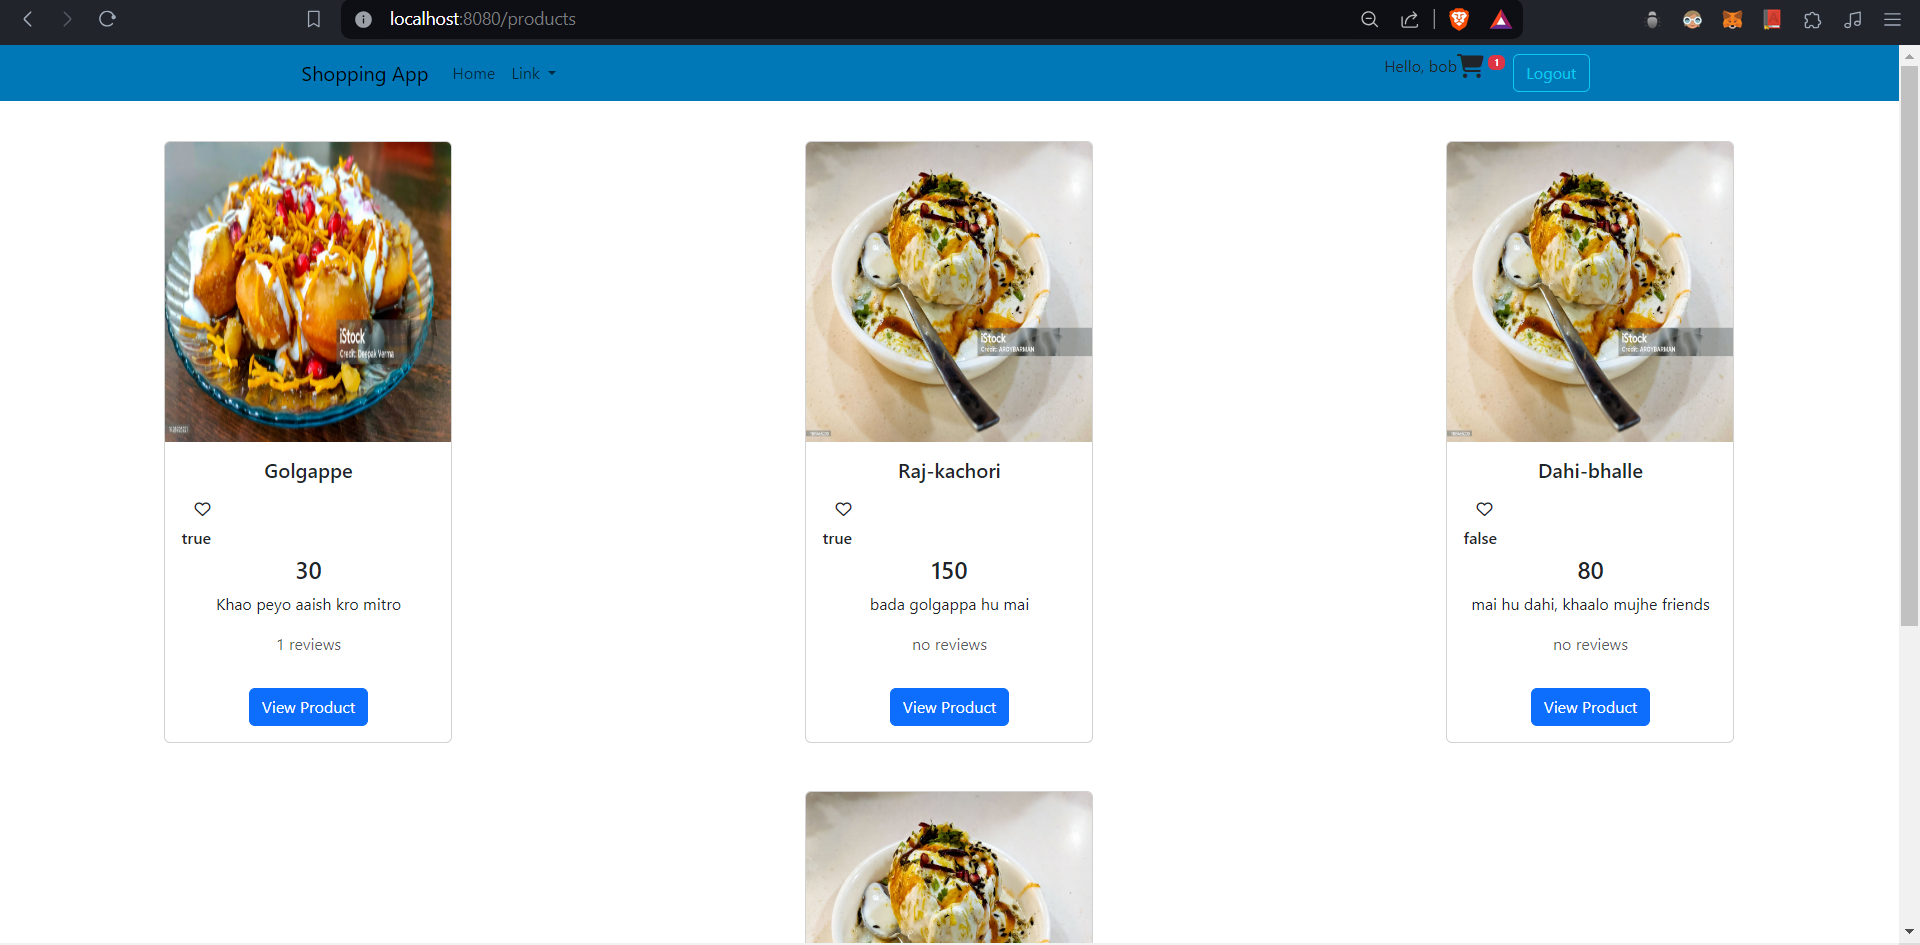 localhost:8080/products
Shopping App
Home
Link
Hello, bob
1
Logout
iStock
Credit: Deepak Verma
iStock
Credit: AROYBARMAN
iStock
Credit: AROYBARMAN
Golgappe
Raj-kachori
Dahi-bhalle
true
true
false
30
150
80
Khao peyo aaish kro mitro
bada golgappa hu mai
mai hu dahi, khaalo mujhe friends
1 reviews
no reviews
no reviews
View Product
View Product
View Product